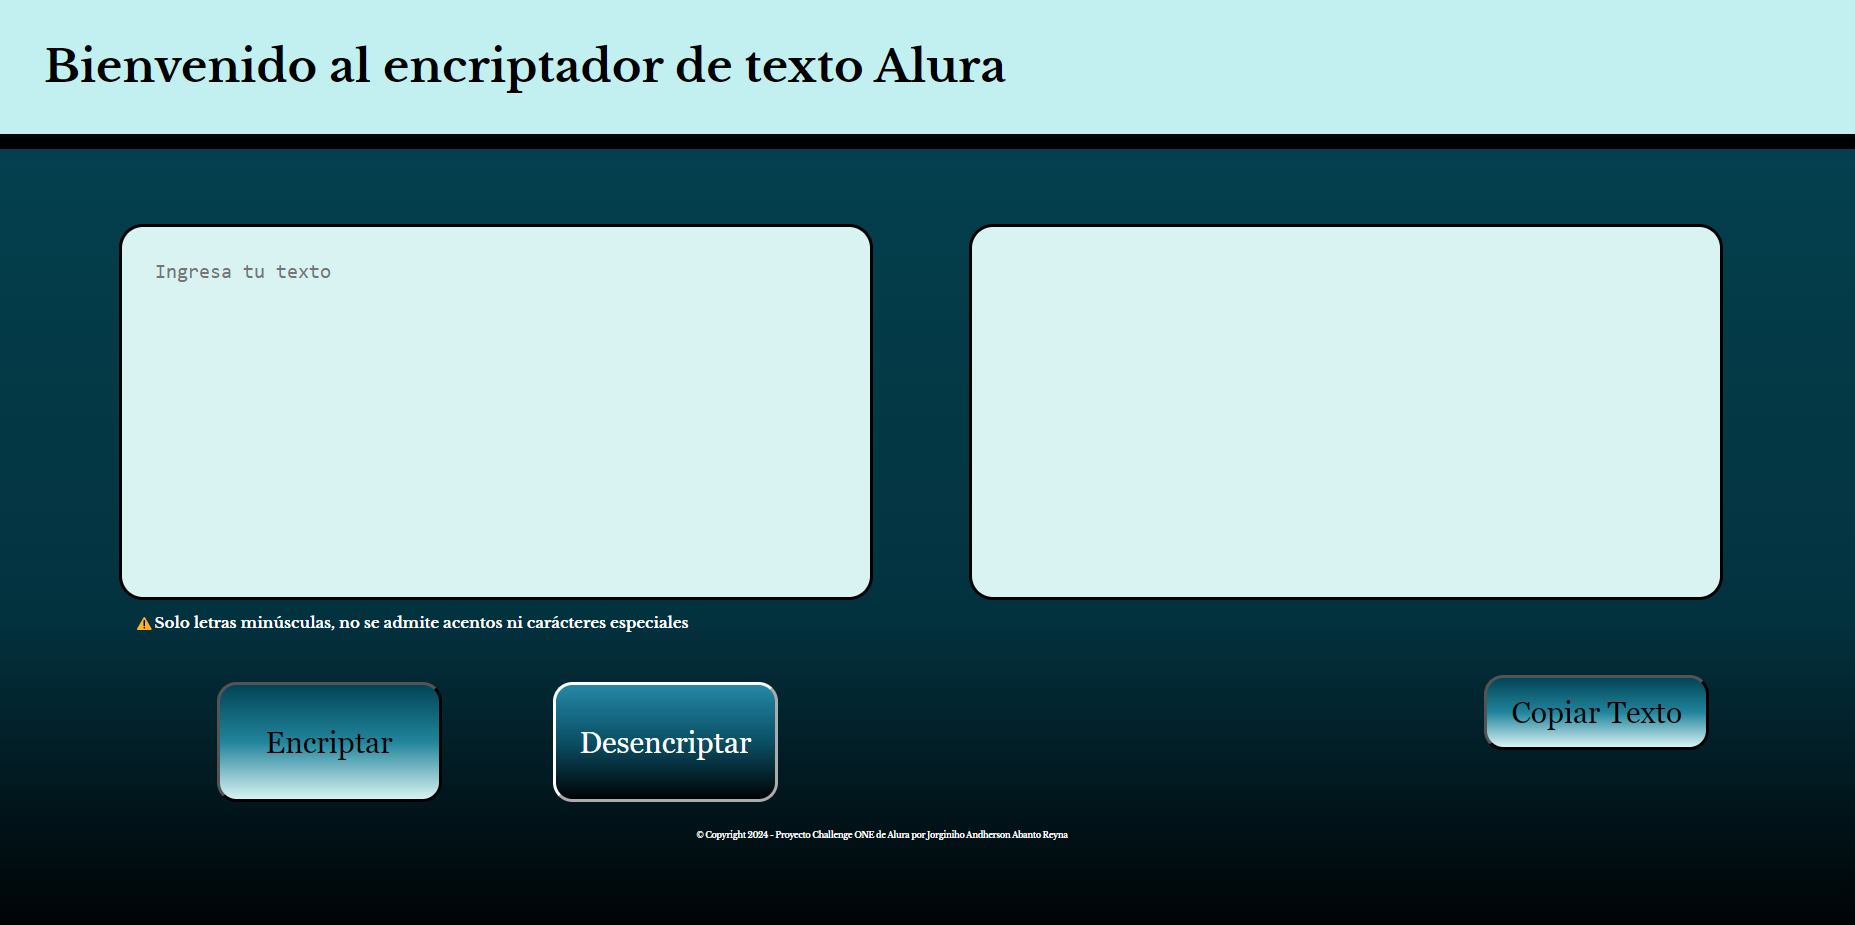 Bienvenido al encriptador de texto Alura
Ingresa tu texto
Solo letras minúsculas, no se admite acentos ni carácteres especiales
Encriptar
Desencriptar
Copiar Texto
© Copyright 2024 - Proyecto Challenge ONE de Alura por Jorginiho Andherson Abanto Reyna